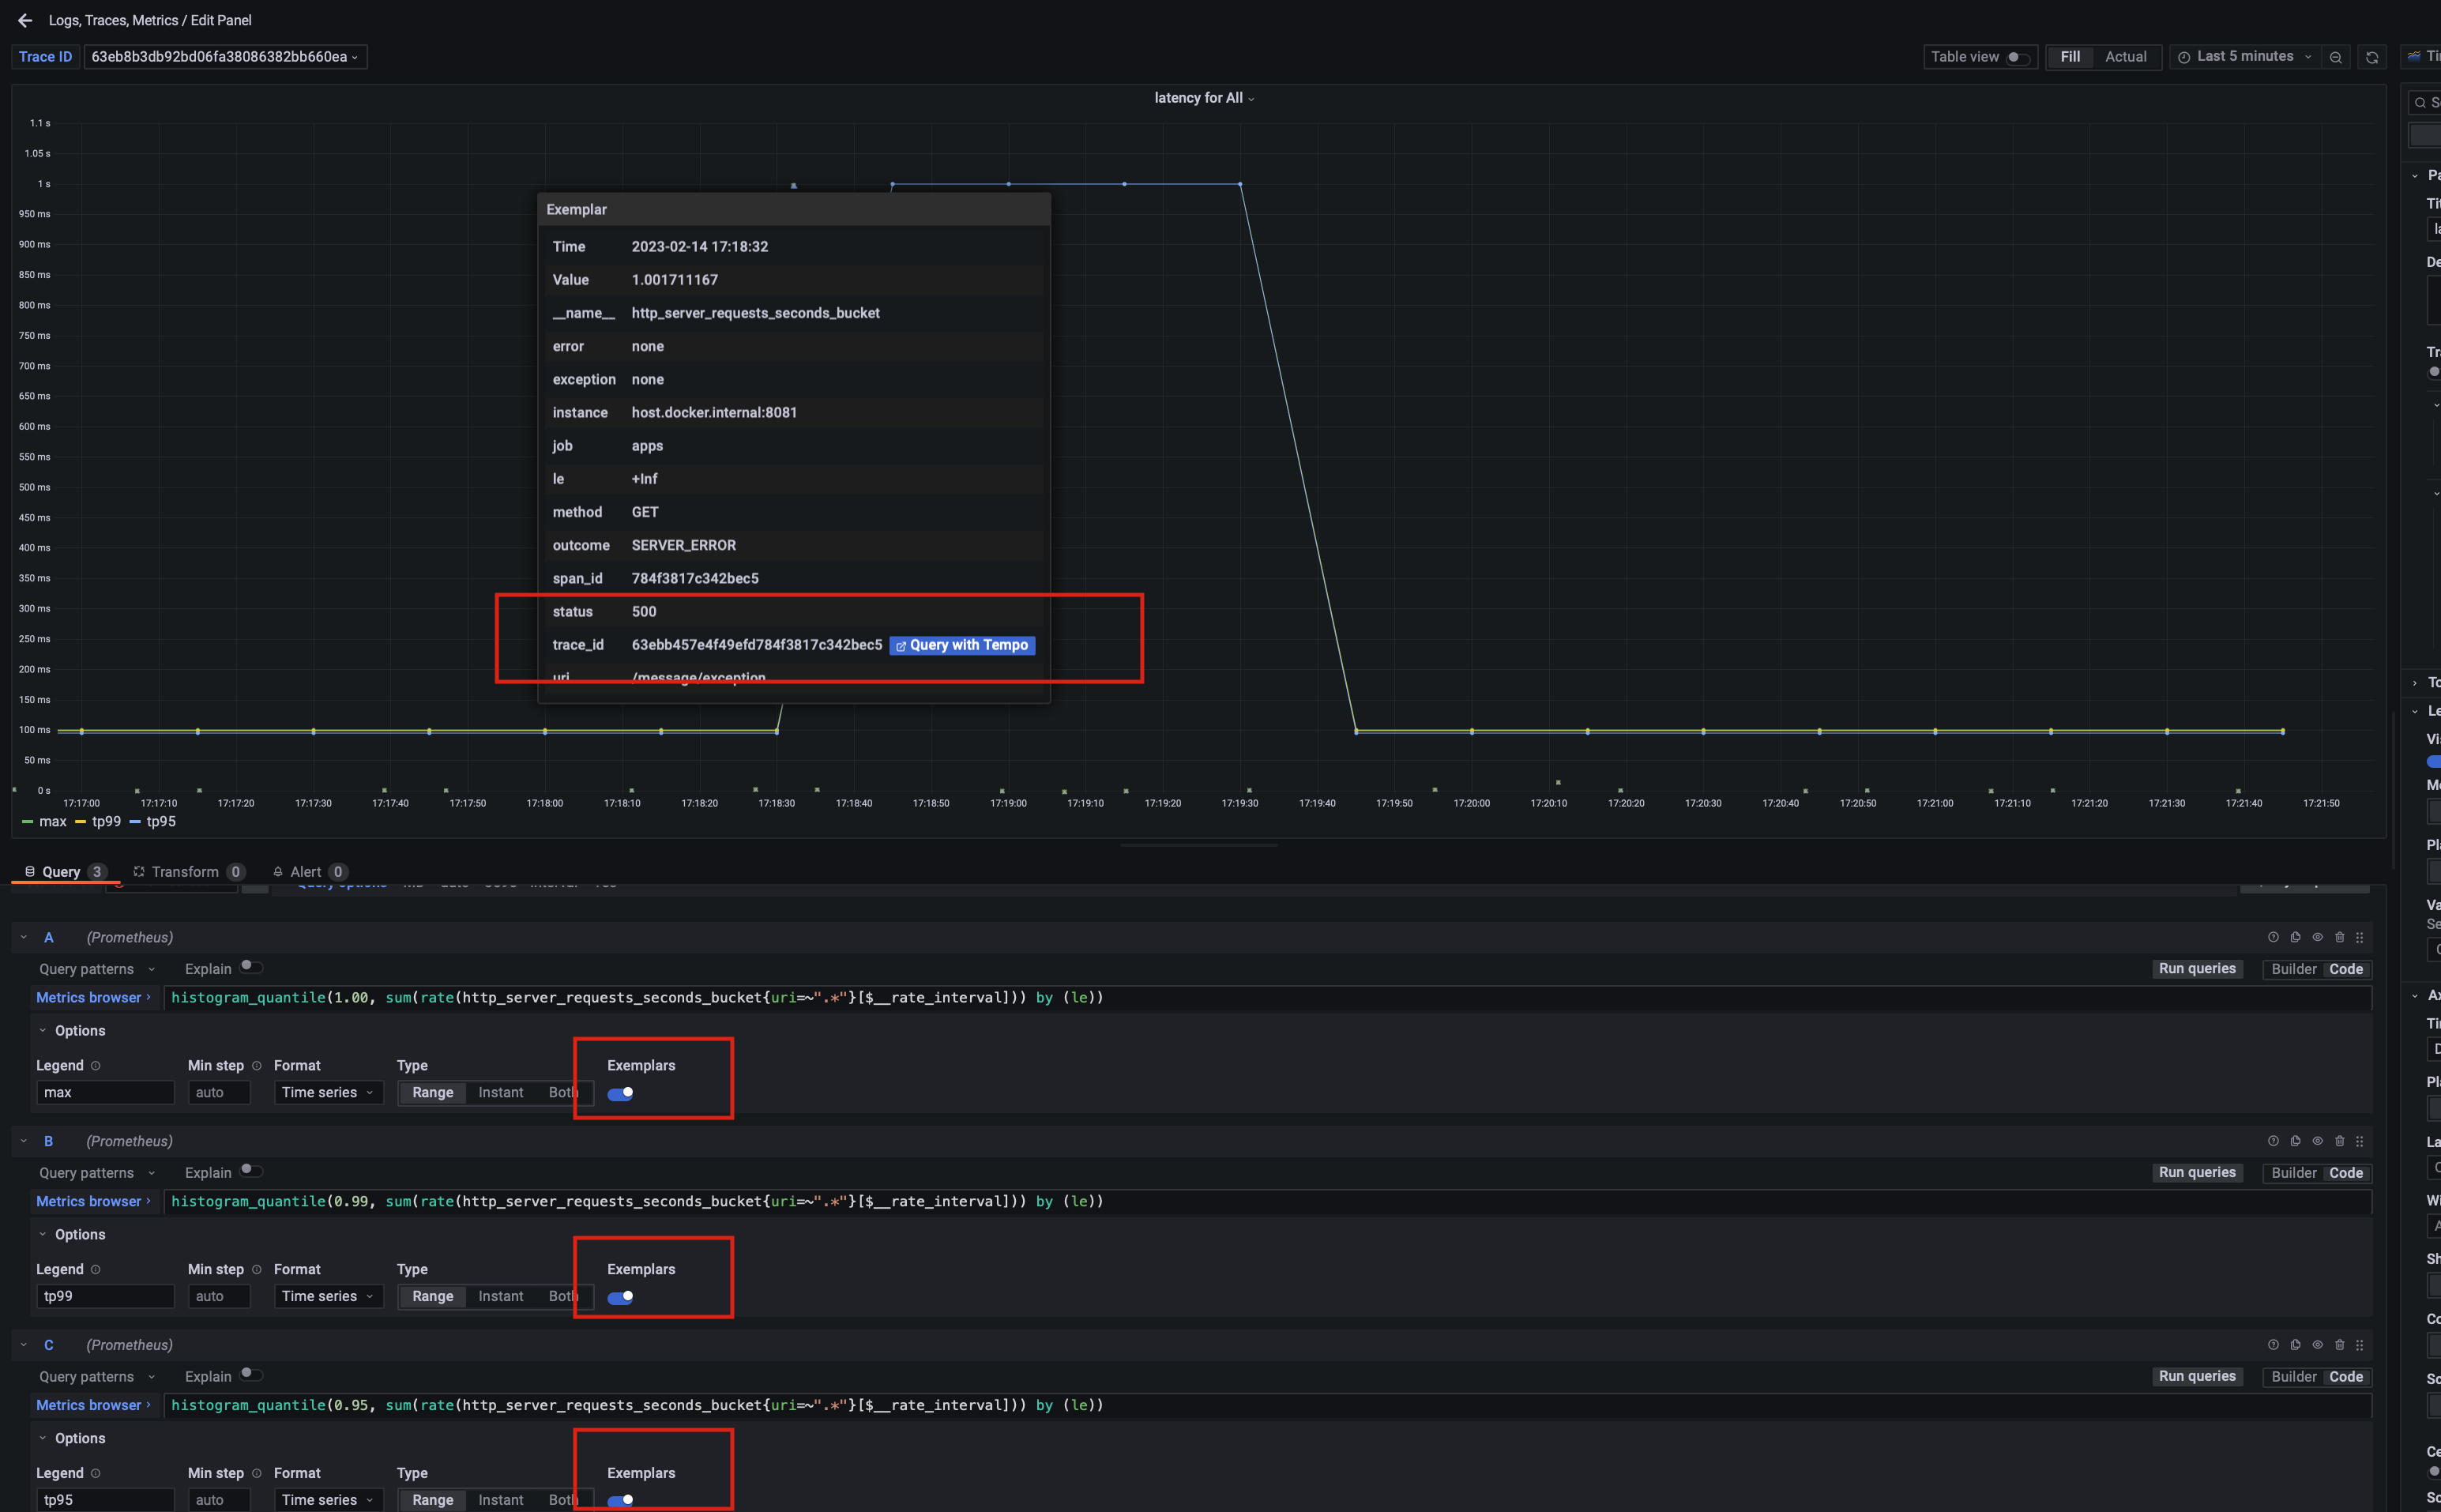 Logs, Traces, Metrics / Edit Panel
Trace ID 63eb8b3db92bd06fa38086382bb660ea
Table view Fill Actual Last 5 minutes
latency for All
1.1 s
1.05 s
1 s
950 ms
900 ms
850 ms
800 ms
750 ms
700 ms
650 ms
600 ms
550 ms
500 ms
450 ms
400 ms
350 ms
300 ms
250 ms
200 ms
150 ms
100 ms
50 ms
0 s
Exemplar
Time 2023-02-14 17:18:32
Value 1.001711167
__name__ http_server_requests_seconds_bucket
error none
exception none
instance host.docker.internal:8081
job apps
le +Inf
method GET
outcome SERVER_ERROR
span_id 784f3817c342bec5
status 500
trace_id 63ebb457e4f49efd784f3817c342bec5 Query with Tempo
uri /message/exception
17:17:00 17:17:10 17:17:20 17:17:30 17:17:40 17:17:50 17:18:00 17:18:10 17:18:20 17:18:30 17:18:40 17:18:50 17:19:00 17:19:10 17:19:20 17:19:30 17:19:40 17:19:50 17:20:00 17:20:10 17:20:20 17:20:30 17:20:40 17:20:50 17:21:00 17:21:10 17:21:20 17:21:30 17:21:40 17:21:50
max tp99 tp95
Query 3 Transform 0 Alert 0
A (Prometheus)
Query patterns Explain Run queries Builder Code
Metrics browser › histogram_quantile(1.00, sum(rate(http_server_requests_seconds_bucket{uri=~".*"}[$__rate_interval])) by (le))
Options
Legend Min step Format Type Exemplars
max auto Time series Range Instant Both
B (Prometheus)
Query patterns Explain Run queries Builder Code
Metrics browser › histogram_quantile(0.99, sum(rate(http_server_requests_seconds_bucket{uri=~".*"}[$__rate_interval])) by (le))
Options
Legend Min step Format Type Exemplars
tp99 auto Time series Range Instant Both
C (Prometheus)
Query patterns Explain Run queries Builder Code
Metrics browser › histogram_quantile(0.95, sum(rate(http_server_requests_seconds_bucket{uri=~".*"}[$__rate_interval])) by (le))
Options
Legend Min step Format Type Exemplars
tp95 auto Time series Range Instant Both